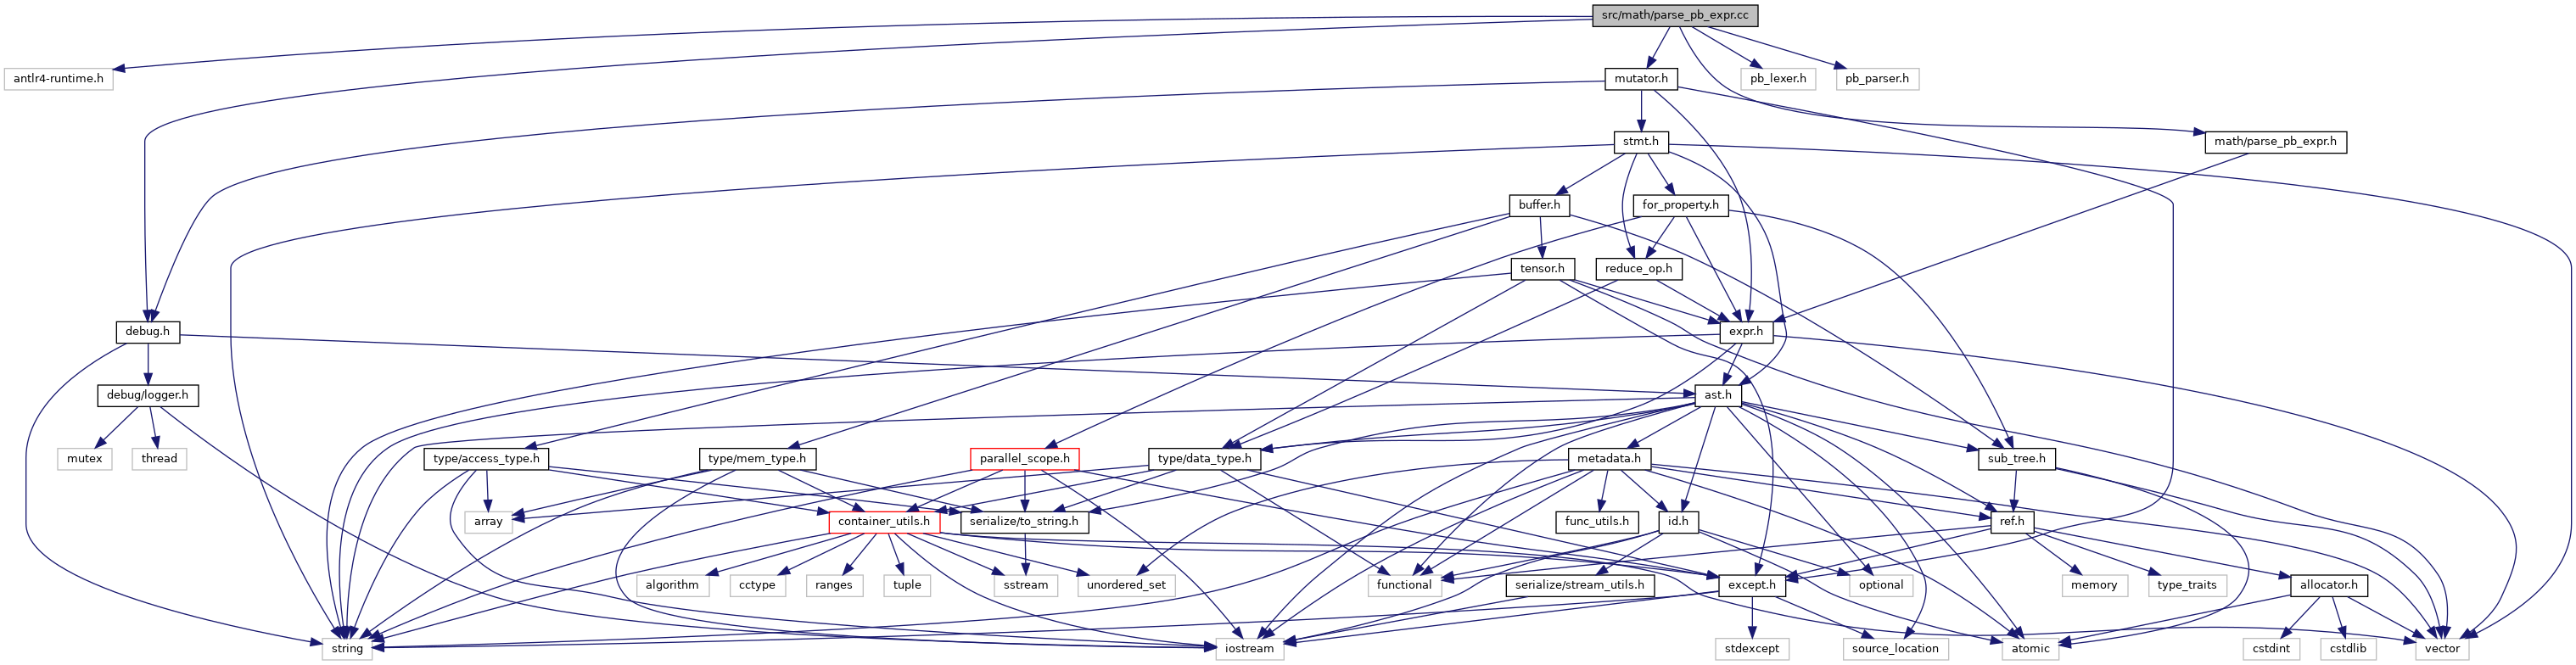 src/math/parse_pb_expr.cc
antlr4-runtime.h
mutator.h
pb_lexer.h
pb_parser.h
stmt.h
math/parse_pb_expr.h
buffer.h
for_property.h
tensor.h
reduce_op.h
debug.h
expr.h
debug/logger.h
ast.h
mutex
thread
type/access_type.h
type/mem_type.h
parallel_scope.h
type/data_type.h
metadata.h
sub_tree.h
array
container_utils.h
serialize/to_string.h
func_utils.h
id.h
ref.h
algorithm
cctype
ranges
tuple
sstream
unordered_set
functional
serialize/stream_utils.h
except.h
optional
memory
type_traits
allocator.h
string
iostream
stdexcept
source_location
atomic
cstdint
cstdlib
vector